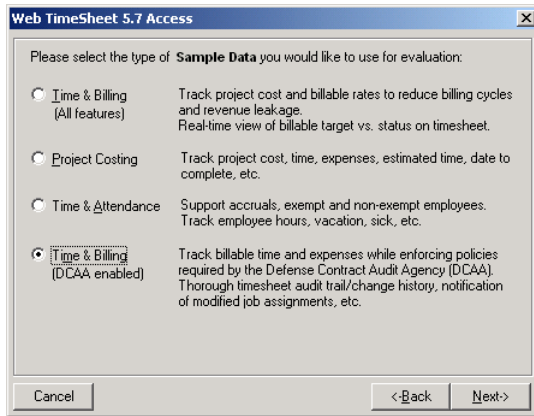 Web TimeSheet 5.7 Access
Please select the type of Sample Data you would like to use for evaluation:
Time & Billing
(All features)
Track project cost and billable rates to reduce billing cycles
and revenue leakage.
Real-time view of billable target vs. status on timesheet.
Project Costing
Track project cost, time, expenses, estimated time, date to
complete, etc.
Time & Attendance
Support accruals, exempt and non-exempt employees.
Track employee hours, vacation, sick, etc.
Time & Billing
(DCAA enabled)
Track billable time and expenses while enforcing policies
required by the Defense Contract Audit Agency (DCAA).
Thorough timesheet audit trail/change history, notification
of modified job assignments, etc.
Cancel
<-Back
Next->